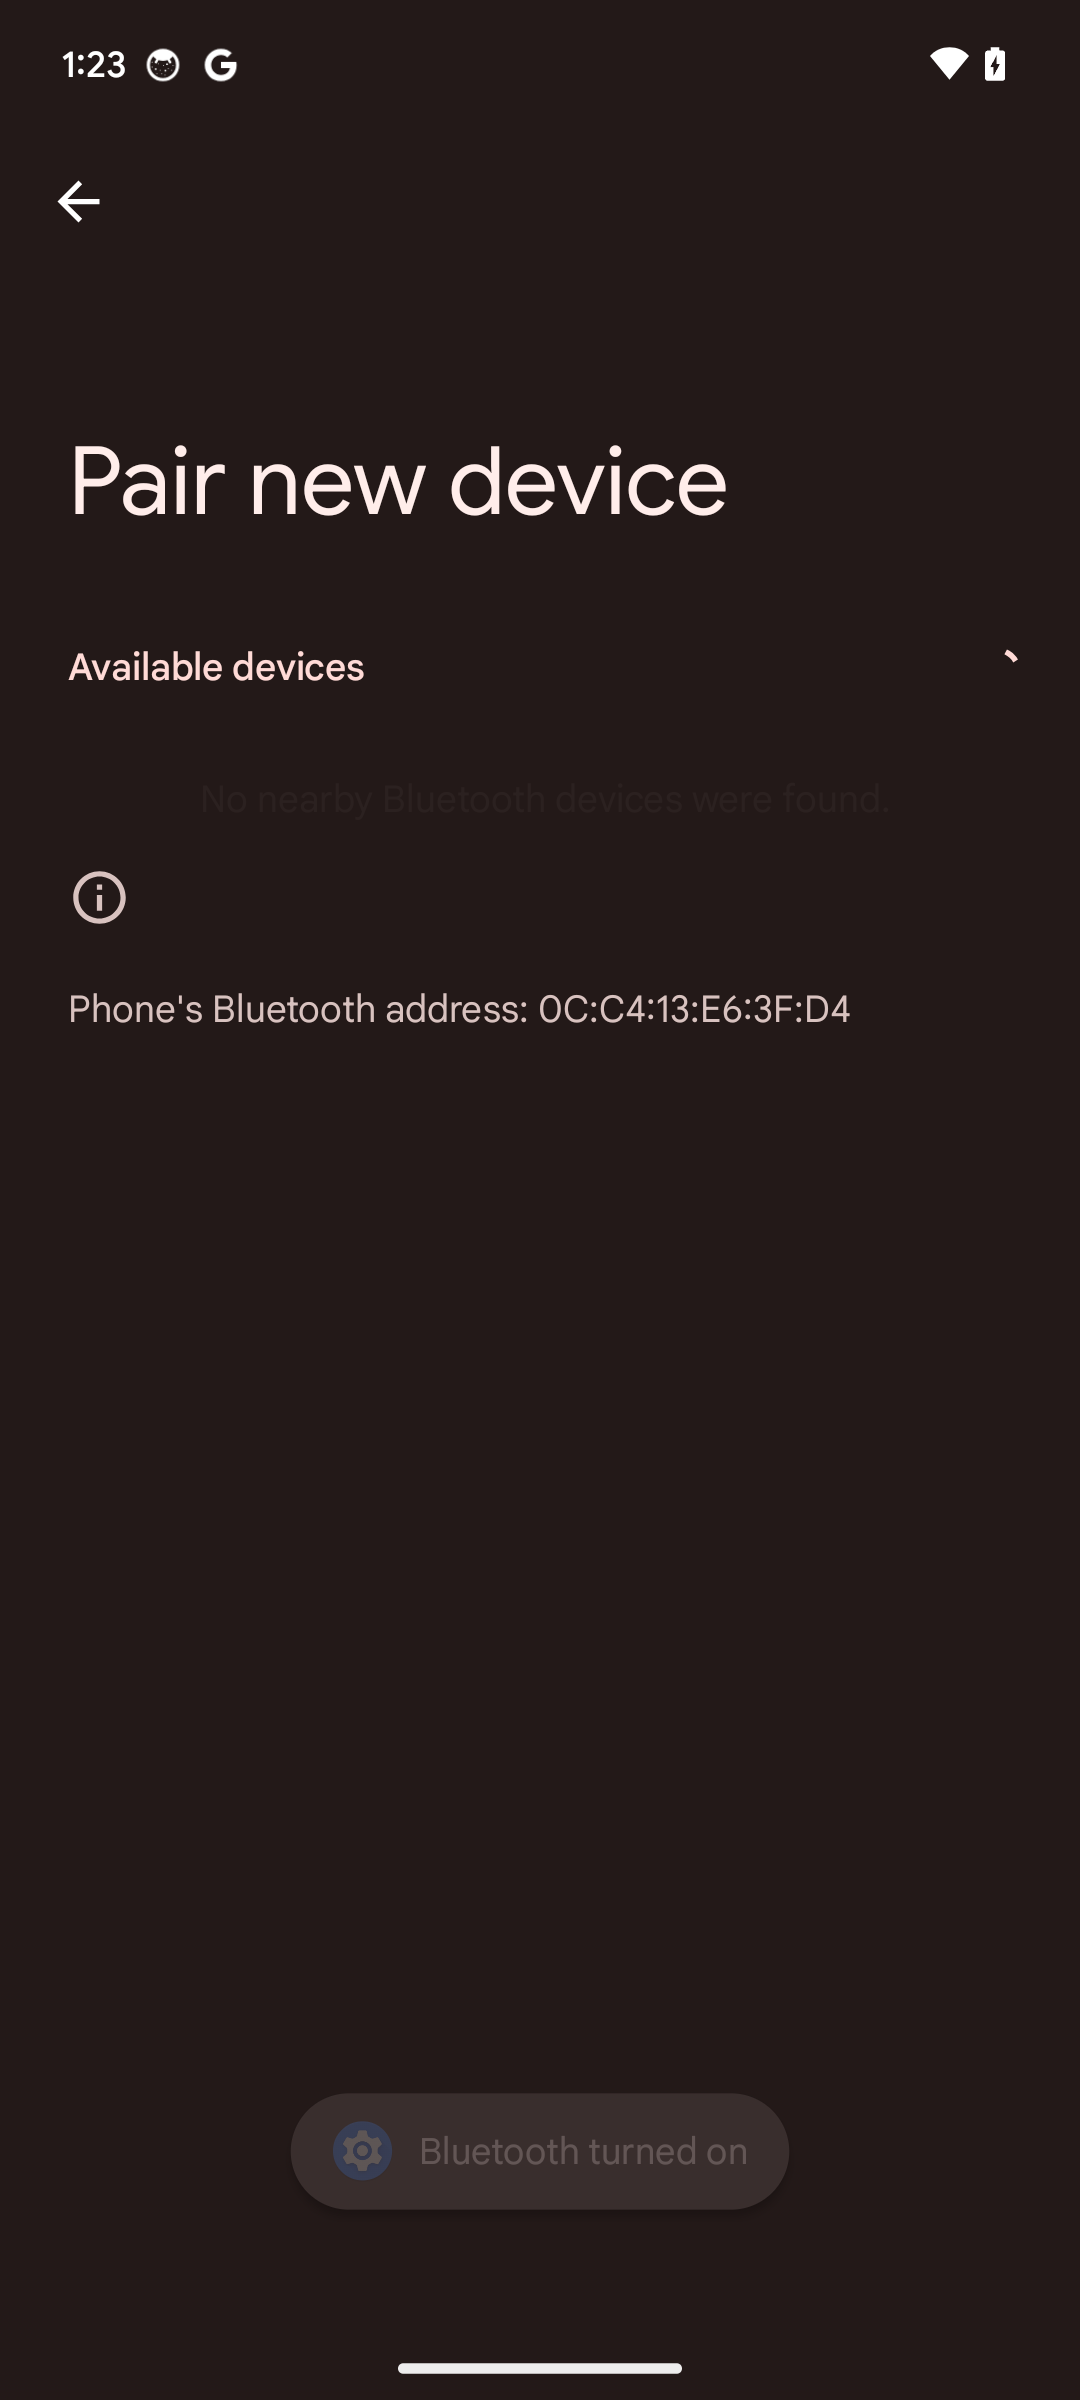 1:23
Pair new device
Available devices
No nearby Bluetooth devices were found.
Phone's Bluetooth address: 0C:C4:13:E6:3F:D4
Bluetooth turned on